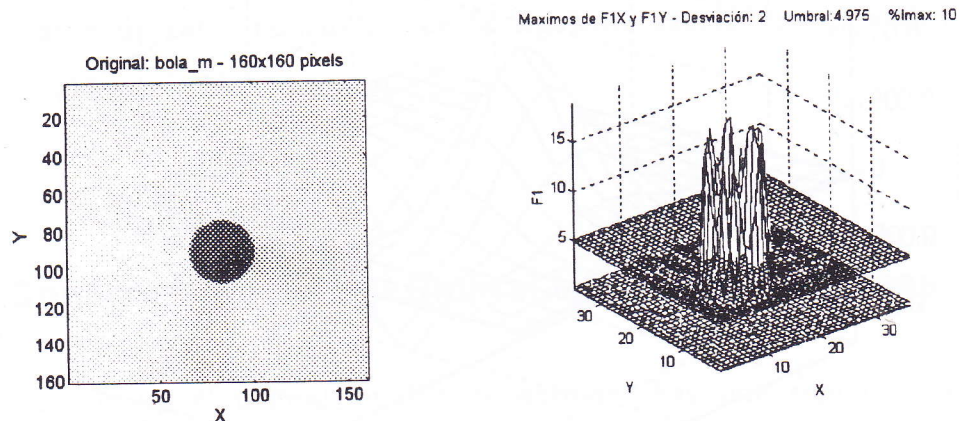 Maximos de F1X y F1Y - Desviación: 2 Umbral:4.975 %Imax: 10
Original: bola_m - 160x160 pixels
20
40
60
80
100
120
140
160
Y
50
100
150
X
15
10
5
F1
30
20
10
Y
10
20
30
X